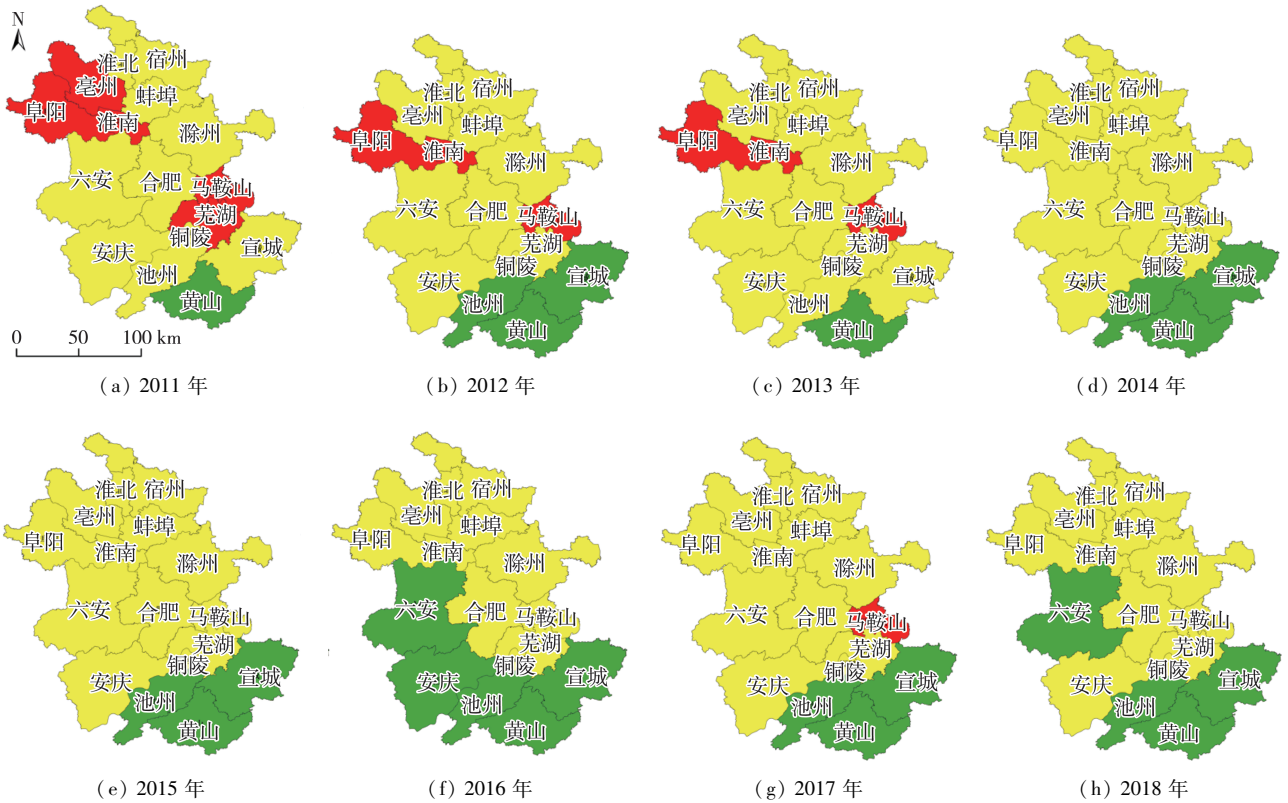 N
淮北 宿州
亳州 蚌埠
阜阳 淮南
滁州
六安 合肥 马鞍山
芜湖
铜陵 宣城
安庆
池州
黄山
0 50 100 km
(a) 2011 年
淮北 宿州
亳州 蚌埠
阜阳 淮南
滁州
六安 合肥 马鞍山
芜湖
铜陵 宣城
安庆
池州
黄山
(b) 2012 年
淮北 宿州
亳州 蚌埠
阜阳 淮南
滁州
六安 合肥 马鞍山
芜湖
铜陵 宣城
安庆
池州
黄山
(c) 2013 年
淮北 宿州
亳州 蚌埠
阜阳 淮南
滁州
六安 合肥 马鞍山
芜湖
铜陵 宣城
安庆
池州
黄山
(d) 2014 年
淮北 宿州
亳州 蚌埠
阜阳 淮南
滁州
六安 合肥 马鞍山
芜湖
铜陵 宣城
安庆
池州
黄山
(e) 2015 年
淮北 宿州
亳州 蚌埠
阜阳 淮南
滁州
六安 合肥 马鞍山
芜湖
铜陵 宣城
安庆
池州
黄山
(f) 2016 年
淮北 宿州
亳州 蚌埠
阜阳 淮南
滁州
六安 合肥 马鞍山
芜湖
铜陵 宣城
安庆
池州
黄山
(g) 2017 年
淮北 宿州
亳州 蚌埠
阜阳 淮南
滁州
六安 合肥 马鞍山
芜湖
铜陵 宣城
安庆
池州
黄山
(h) 2018 年